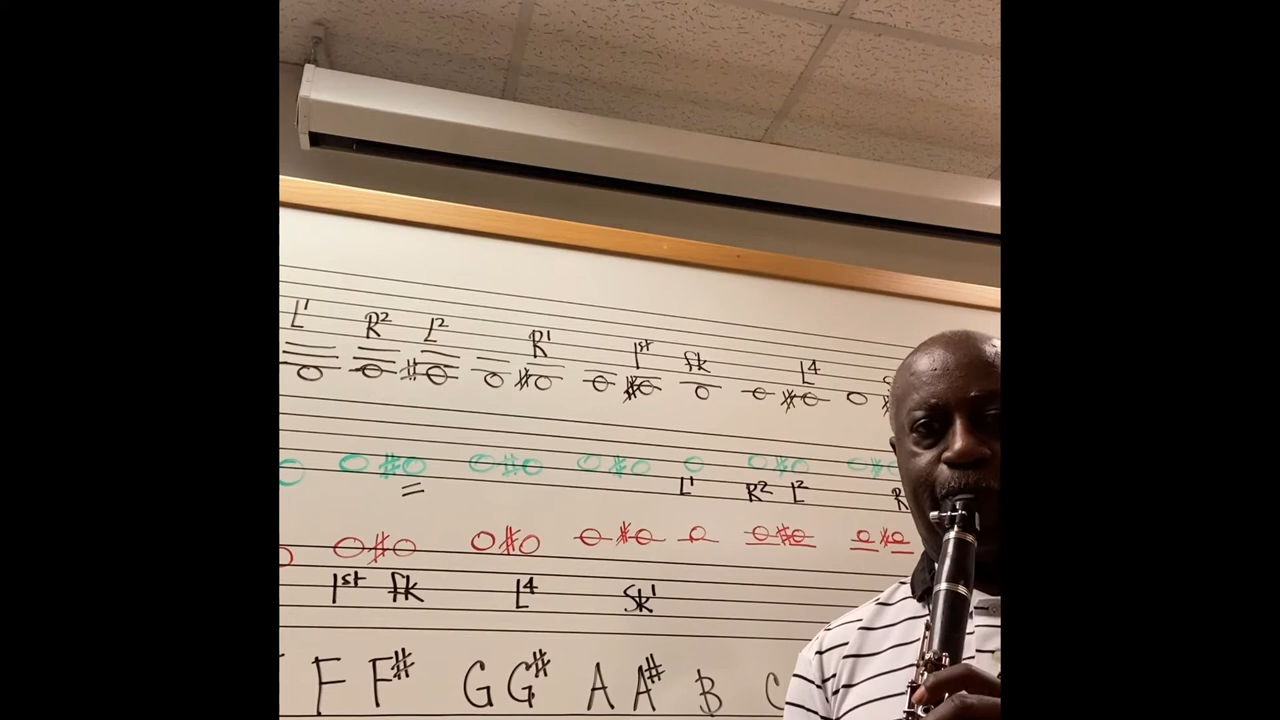 L¹ R² L² R¹ 1st fk L⁴
# # # # #
# # # # #
L¹ R² L² R
# # # # #
1st fk L⁴ Sk¹
F F# G G# A A# B C